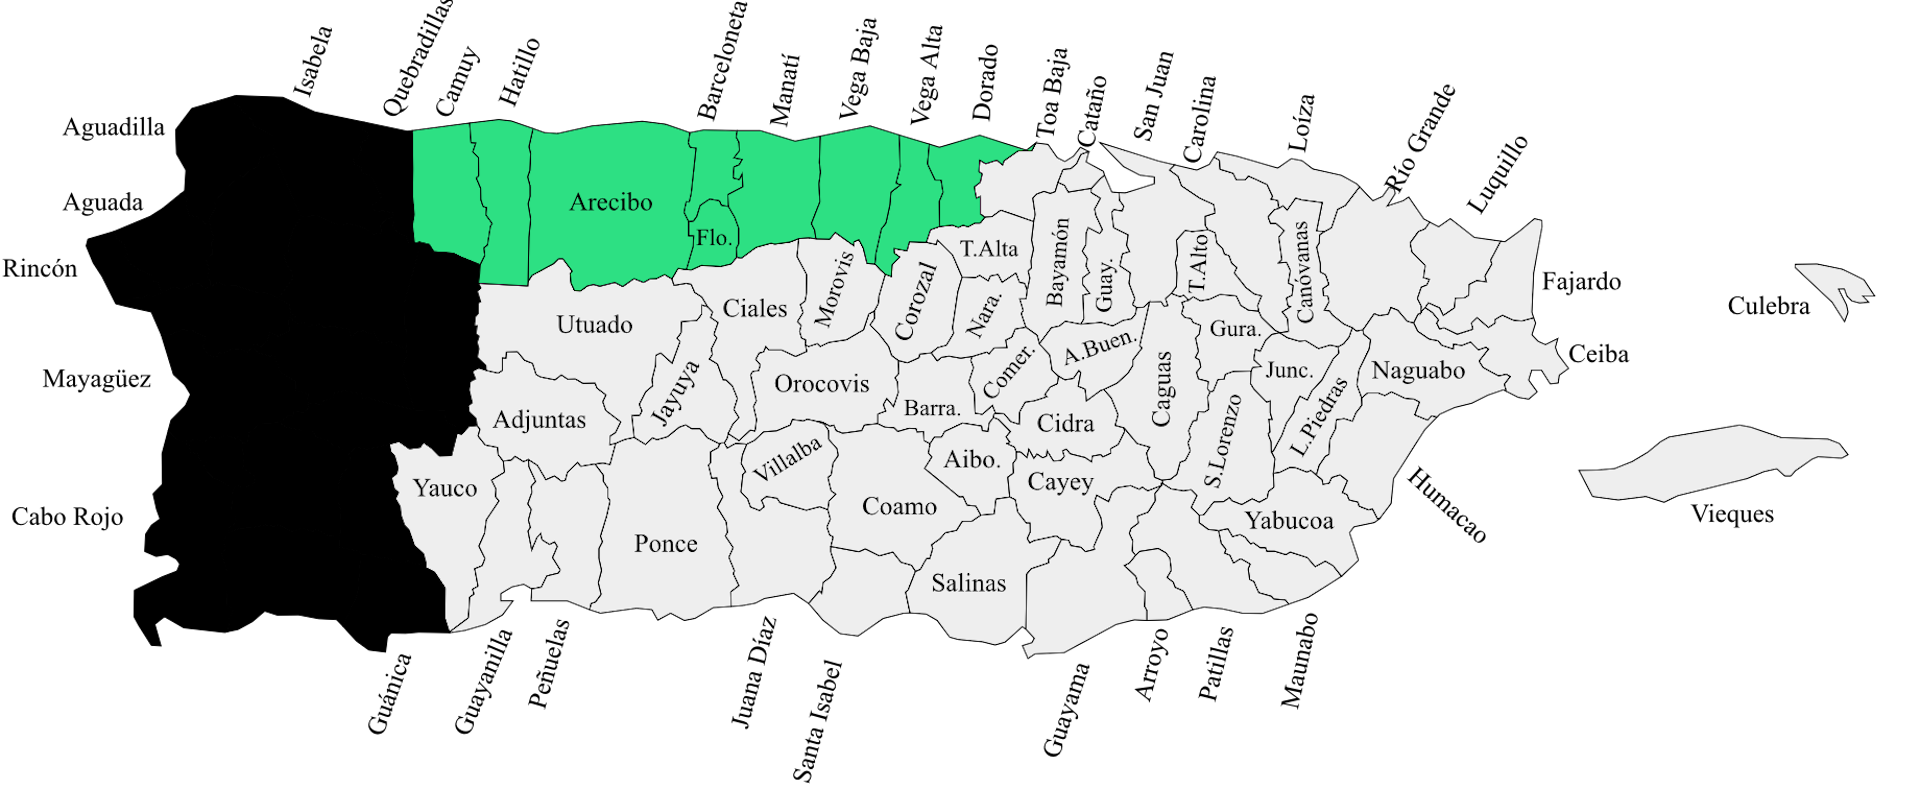 Isabela
Quebradillas
Camuy
Hatillo
Barceloneta
Manatí
Vega Baja
Vega Alta
Dorado
Toa Baja
Cataño
San Juan
Carolina
Loíza
Río Grande
Luquillo
Aguadilla
Aguada
Rincón
Mayagüez
Cabo Rojo
Arecibo
Flo.
T.Alta
Bayamón
Guay.
T.Alto
Canóvanas
Fajardo
Culebra
Utuado
Ciales
Morovis
Corozal
Nara.
A.Buen.
Gura.
Ceiba
Jayuya
Orocovis
Comer.
Caguas
Junc.
Naguabo
Adjuntas
Barra.
Cidra
S.Lorenzo
L.Piedras
Villalba
Aibo.
Cayey
Yauco
Coamo
Yabucoa
Humacao
Vieques
Ponce
Salinas
Guánica
Guayanilla
Peñuelas
Juana Díaz
Santa Isabel
Guayama
Arroyo
Patillas
Maunabo